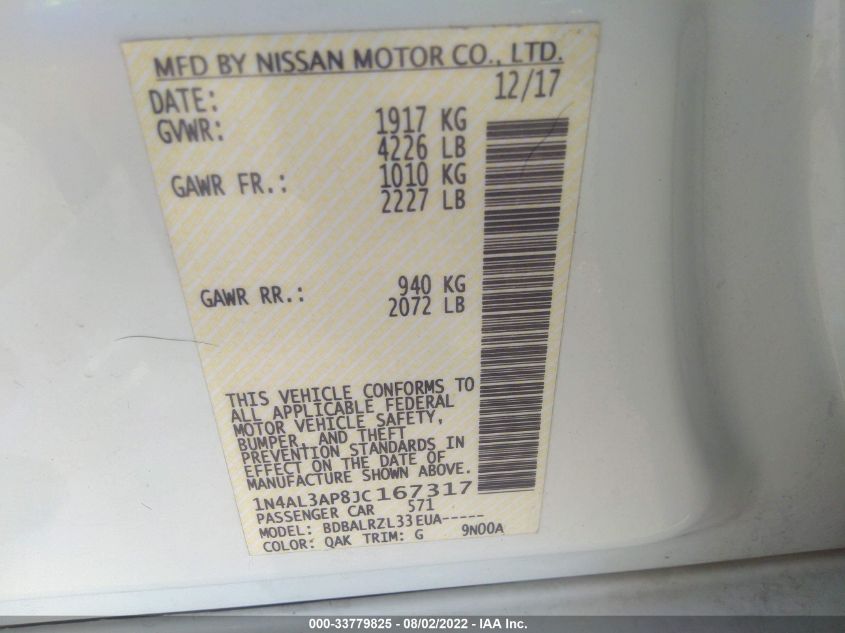 MFD BY NISSAN MOTOR CO., LTD.
DATE: 12/17
GVWR: 1917 KG
4226 LB
GAWR FR.: 1010 KG
2227 LB
GAWR RR.: 940 KG
2072 LB
THIS VEHICLE CONFORMS TO
ALL APPLICABLE FEDERAL
MOTOR VEHICLE SAFETY,
BUMPER, AND THEFT
PREVENTION STANDARDS IN
EFFECT ON THE DATE OF
MANUFACTURE SHOWN ABOVE.
1N4AL3AP8JC167317
PASSENGER CAR 571
MODEL: BDBALRZL33EUA-----
COLOR: QAK TRIM: G 9N00A
000-33779825 - 08/02/2022 - IAA Inc.